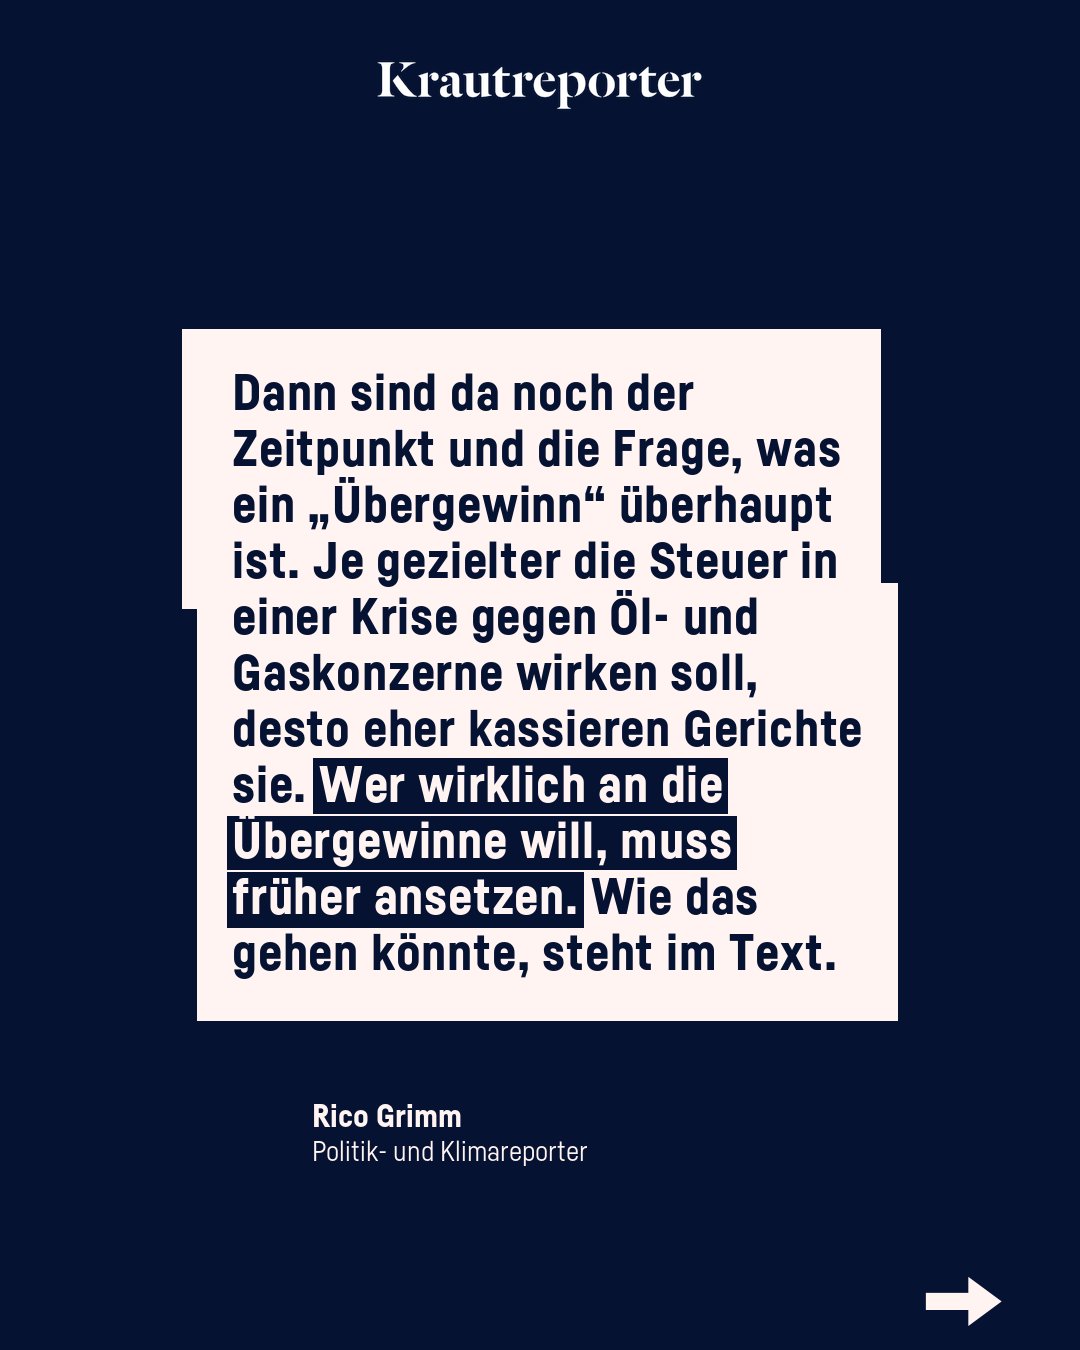 Krautreporter
Dann sind da noch der
Zeitpunkt und die Frage, was
ein „Übergewinn“ überhaupt
ist. Je gezielter die Steuer in
einer Krise gegen Öl- und
Gaskonzerne wirken soll,
desto eher kassieren Gerichte
sie. Wer wirklich an die
Übergewinne will, muss
früher ansetzen. Wie das
gehen könnte, steht im Text.
Rico Grimm
Politik- und Klimareporter